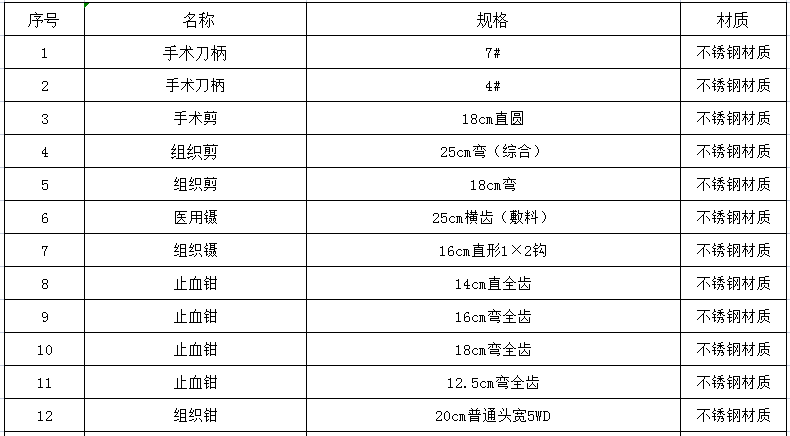 序号 名称 规格 材质
1 手术刀柄 7# 不锈钢材质
2 手术刀柄 4# 不锈钢材质
3 手术剪 18cm直圆 不锈钢材质
4 组织剪 25cm弯（综合） 不锈钢材质
5 组织剪 18cm弯 不锈钢材质
6 医用镊 25cm横齿（敷料） 不锈钢材质
7 组织镊 16cm直形1×2钩 不锈钢材质
8 止血钳 14cm直全齿 不锈钢材质
9 止血钳 16cm弯全齿 不锈钢材质
10 止血钳 18cm弯全齿 不锈钢材质
11 止血钳 12.5cm弯全齿 不锈钢材质
12 组织钳 20cm普通头宽5WD 不锈钢材质